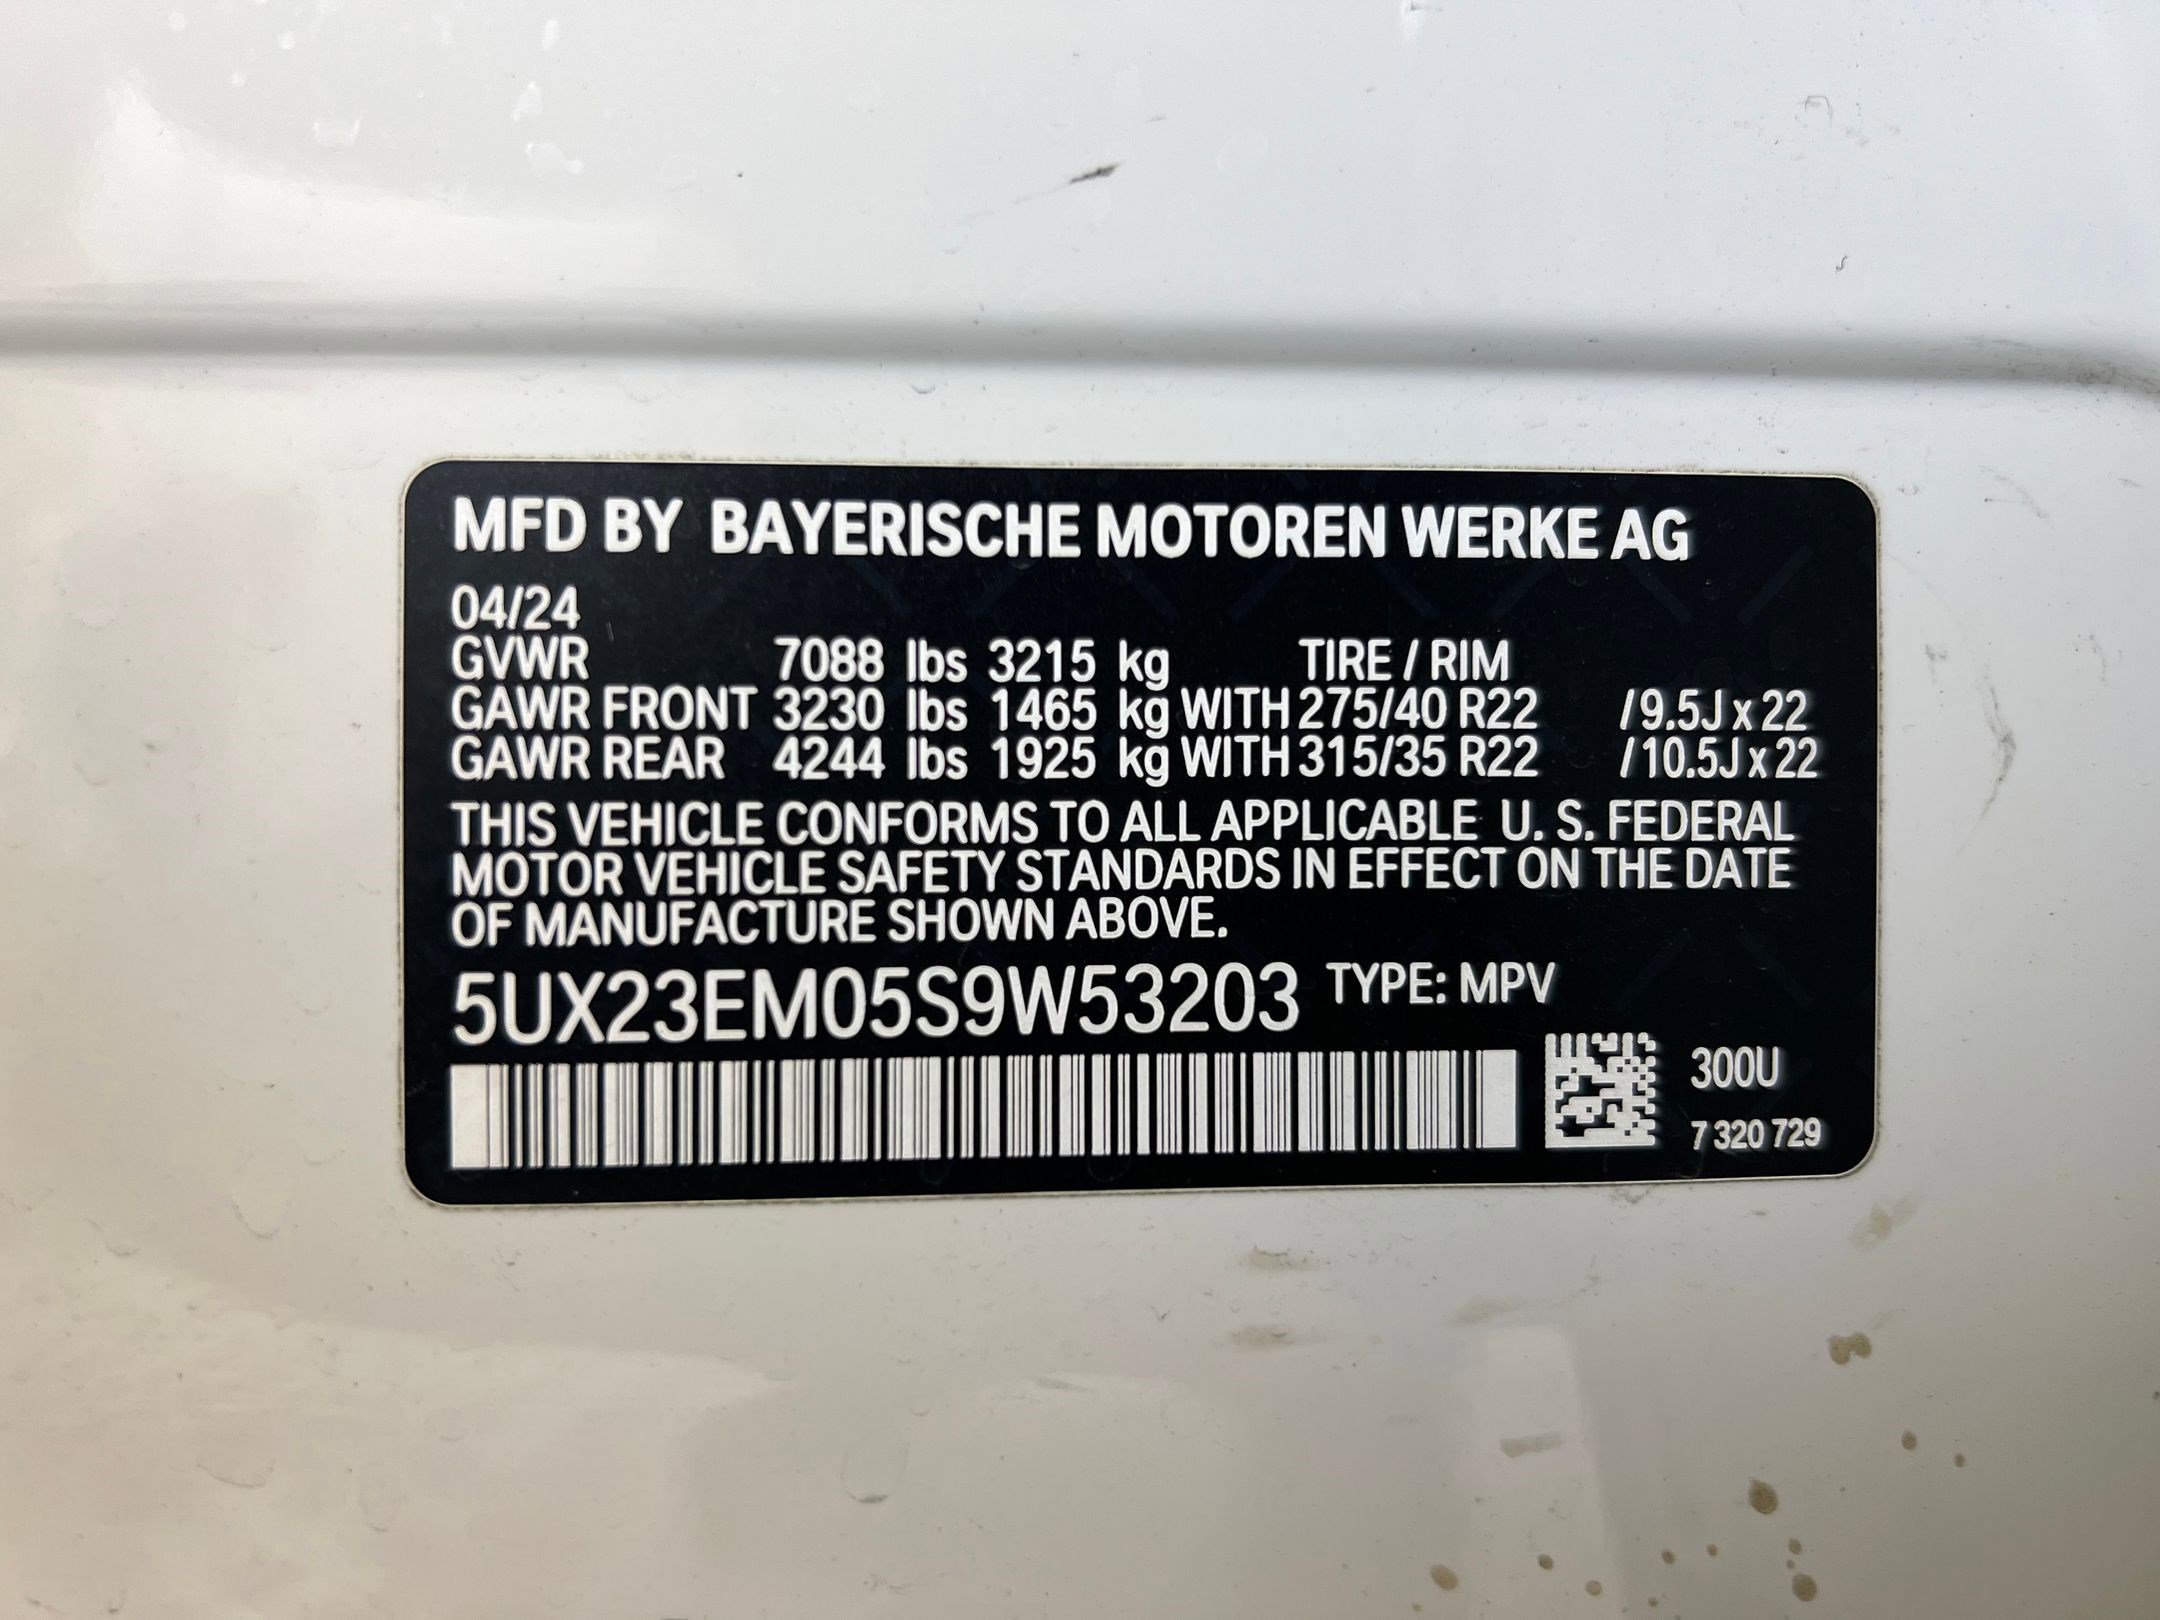 MFD BY BAYERISCHE MOTOREN WERKE AG
04/24
GVWR 7088 lbs 3215 kg TIRE / RIM
GAWR FRONT 3230 lbs 1465 kg WITH 275/40 R22 /9.5J x 22
GAWR REAR 4244 lbs 1925 kg WITH 315/35 R22 /10.5J x 22
THIS VEHICLE CONFORMS TO ALL APPLICABLE U. S. FEDERAL
MOTOR VEHICLE SAFETY STANDARDS IN EFFECT ON THE DATE
OF MANUFACTURE SHOWN ABOVE.
5UX23EM05S9W53203 TYPE: MPV
300U
7 320 729